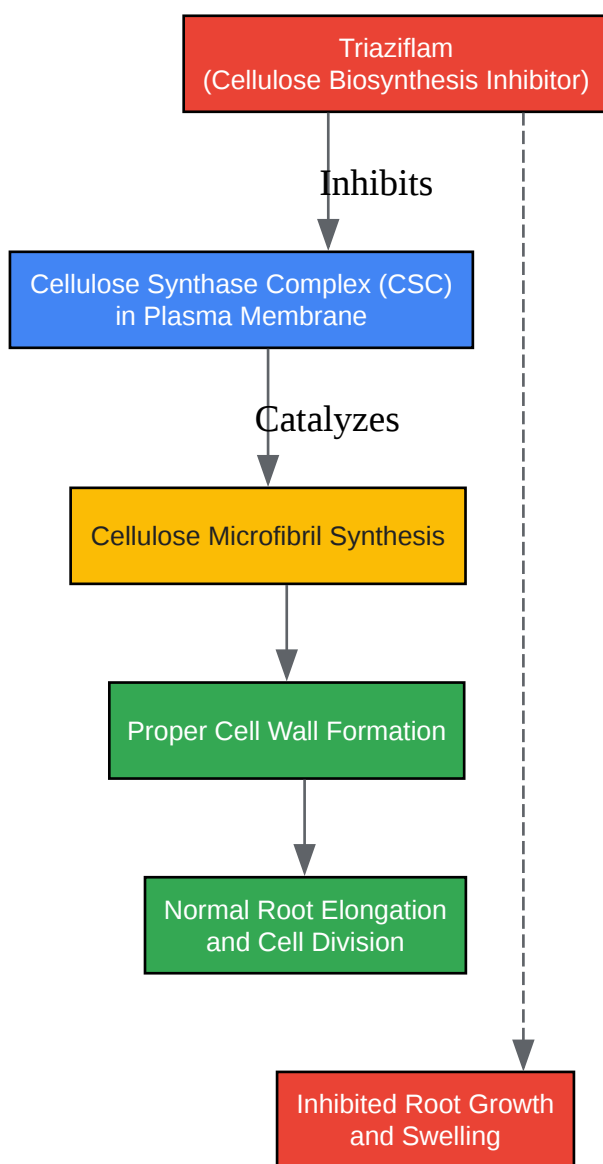 Triaziflam
(Cellulose Biosynthesis Inhibitor)
Inhibits
Cellulose Synthase Complex (CSC)
in Plasma Membrane
Catalyzes
Cellulose Microfibril Synthesis
Proper Cell Wall Formation
Normal Root Elongation
and Cell Division
Inhibited Root Growth
and Swelling